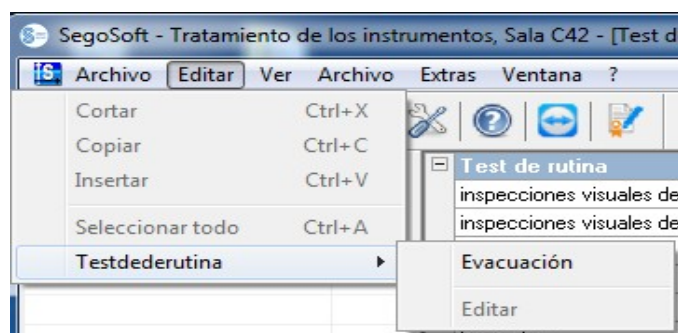 SegoSoft - Tratamiento de los instrumentos, Sala C42 - [Test d
Archivo Editar Ver Archivo Extras Ventana ?
Cortar Ctrl+X
Copiar Ctrl+C
Insertar Ctrl+V
Seleccionar todo Ctrl+A
Testdederutina
Test de rutina
inspecciones visuales de
inspecciones visuales de
Evacuación
Editar